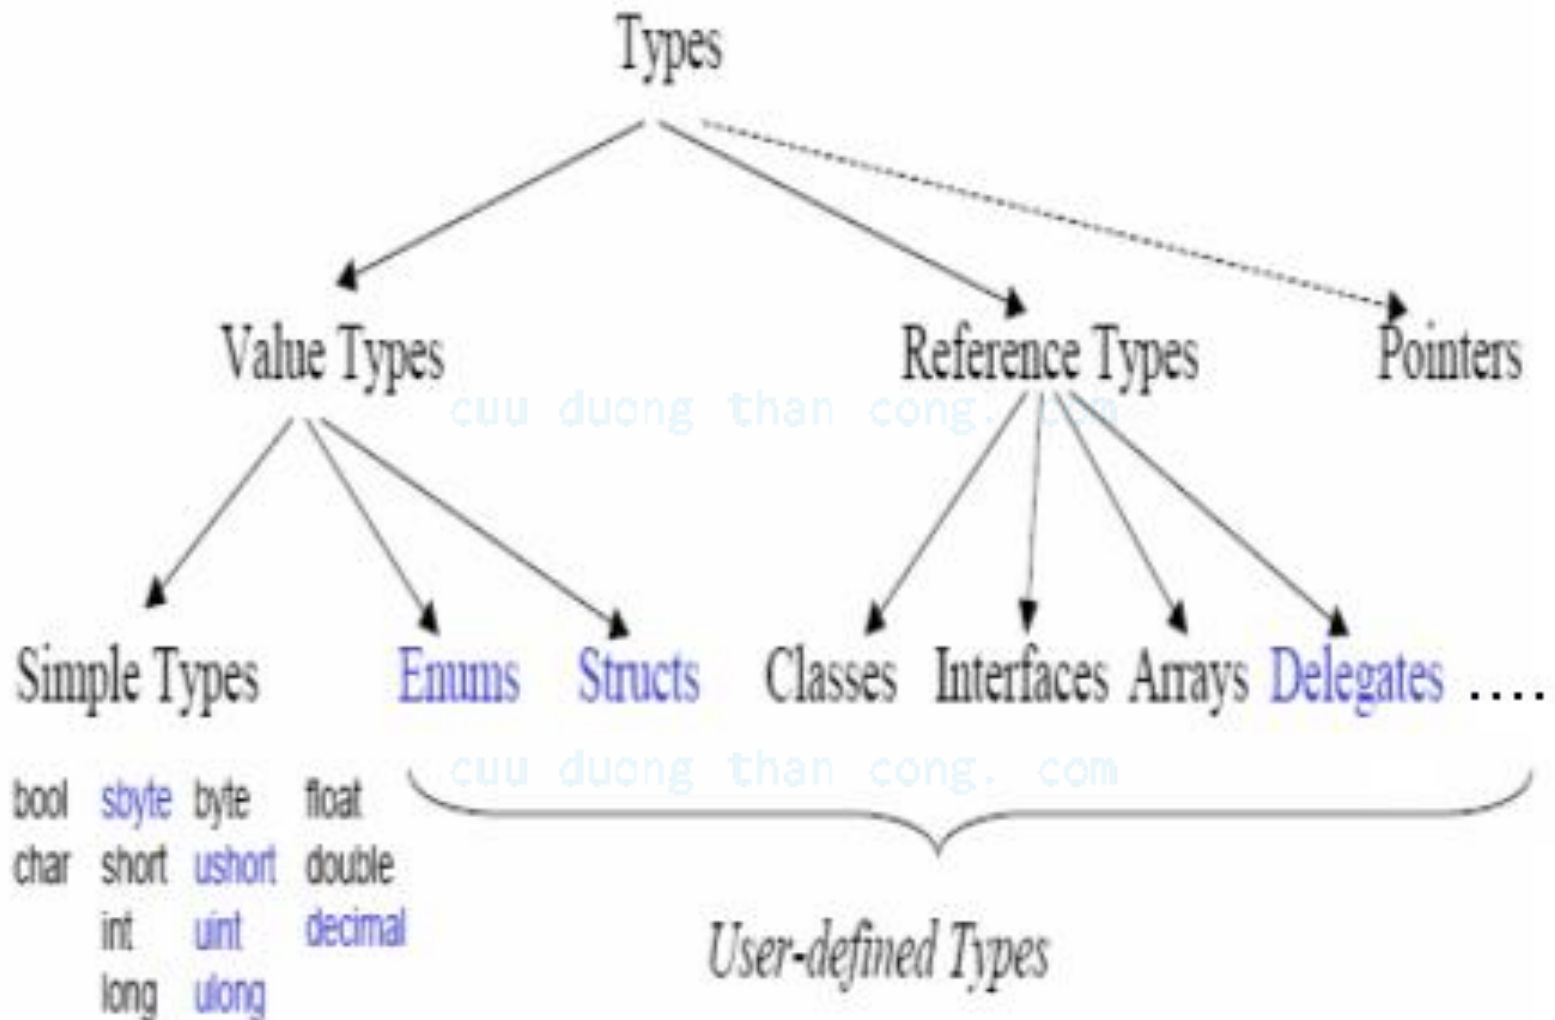 Types
Value Types Reference Types Pointers
cuu duong than cong. com
Simple Types Enums Structs Classes Interfaces Arrays Delegates ....
cuu duong than cong. com
bool sbyte byte float
char short ushort double
int uint decimal
long ulong
User-defined Types